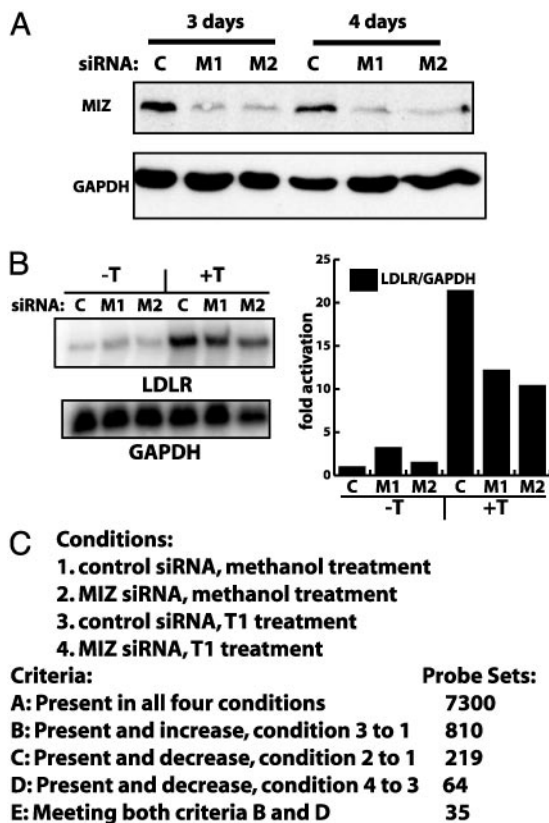 A
3 days 4 days
siRNA: C M1 M2 C M1 M2
MIZ
GAPDH
B
-T +T
siRNA: C M1 M2 C M1 M2
LDLR
GAPDH
25
20
15
10
5
0
fold activation
LDLR/GAPDH
C M1 M2 C M1 M2
-T +T
C Conditions:
1. control siRNA, methanol treatment
2. MIZ siRNA, methanol treatment
3. control siRNA, T1 treatment
4. MIZ siRNA, T1 treatment
Criteria: Probe Sets:
A: Present in all four conditions 7300
B: Present and increase, condition 3 to 1 810
C: Present and decrease, condition 2 to 1 219
D: Present and decrease, condition 4 to 3 64
E: Meeting both criteria B and D 35